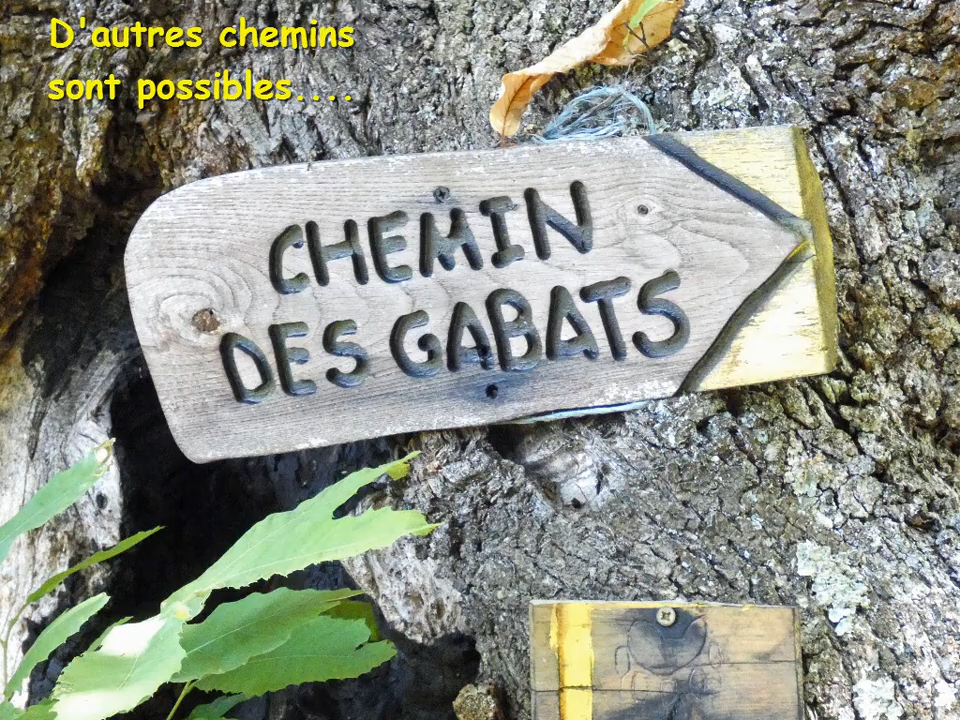 D'autres chemins
sont possibles....
CHEMIN
DES GABATS